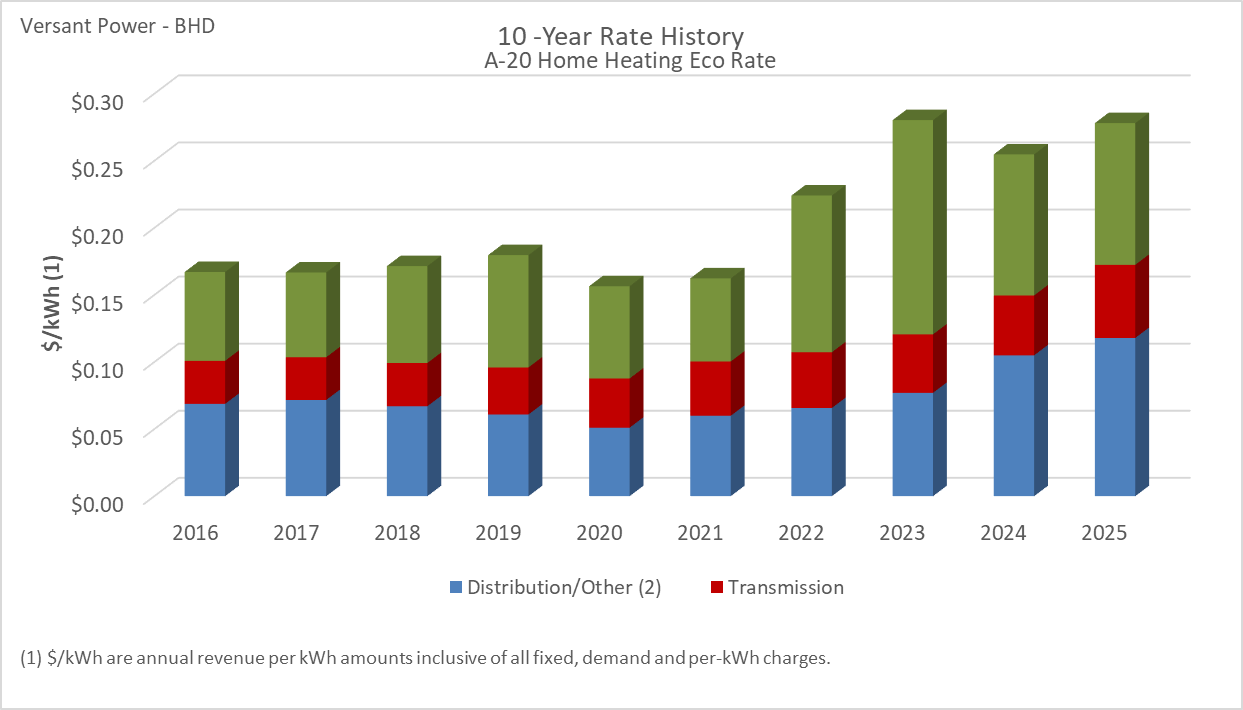 Versant Power - BHD
10 -Year Rate History
A-20 Home Heating Eco Rate
$0.30
$0.25
$0.20
$0.15
$0.10
$0.05
$0.00
$/kWh (1)
2016 2017 2018 2019 2020 2021 2022 2023 2024 2025
Distribution/Other (2) Transmission
(1) $/kWh are annual revenue per kWh amounts inclusive of all fixed, demand and per-kWh charges.